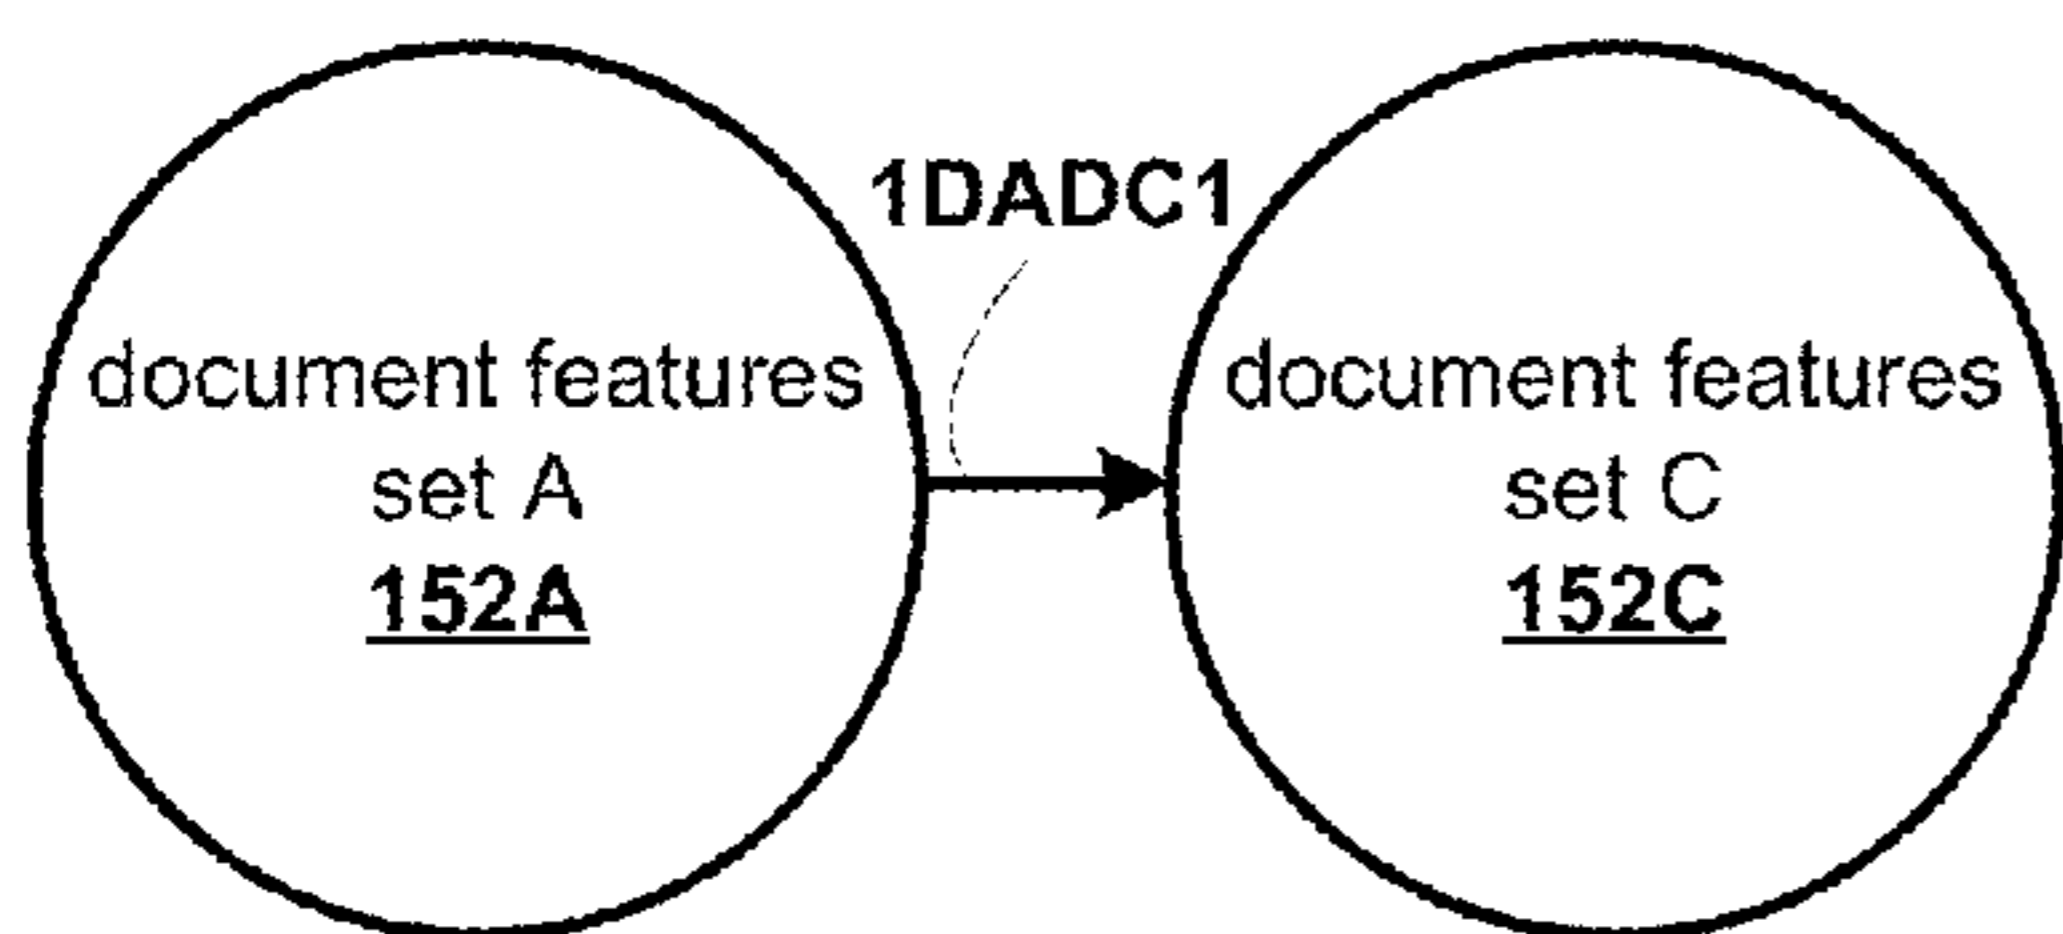 1DADC1
document features
set A
152A
document features
set C
152C